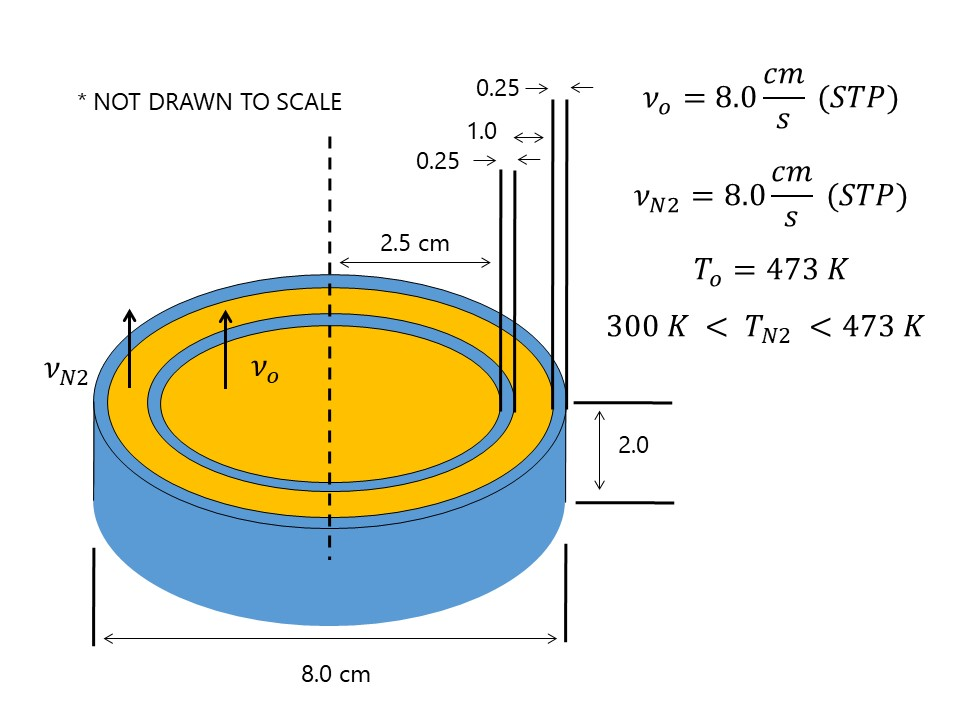 * NOT DRAWN TO SCALE
0.25
1.0
0.25
2.5 cm
ν_o = 8.0 cm/s (STP)
ν_N2 = 8.0 cm/s (STP)
T_o = 473 K
300 K < T_N2 < 473 K
ν_N2
ν_o
2.0
8.0 cm